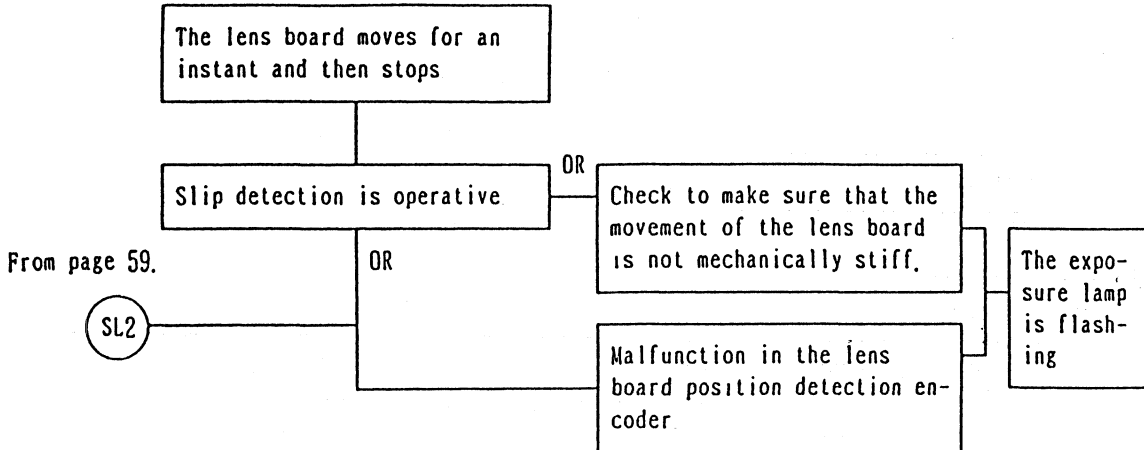 The lens board moves for an
instant and then stops
Slip detection is operative
OR
Check to make sure that the
movement of the lens board
is not mechanically stiff.
From page 59.
OR
SL2
The expo-
sure lamp
is flash-
ing
Malfunction in the lens
board position detection en-
coder